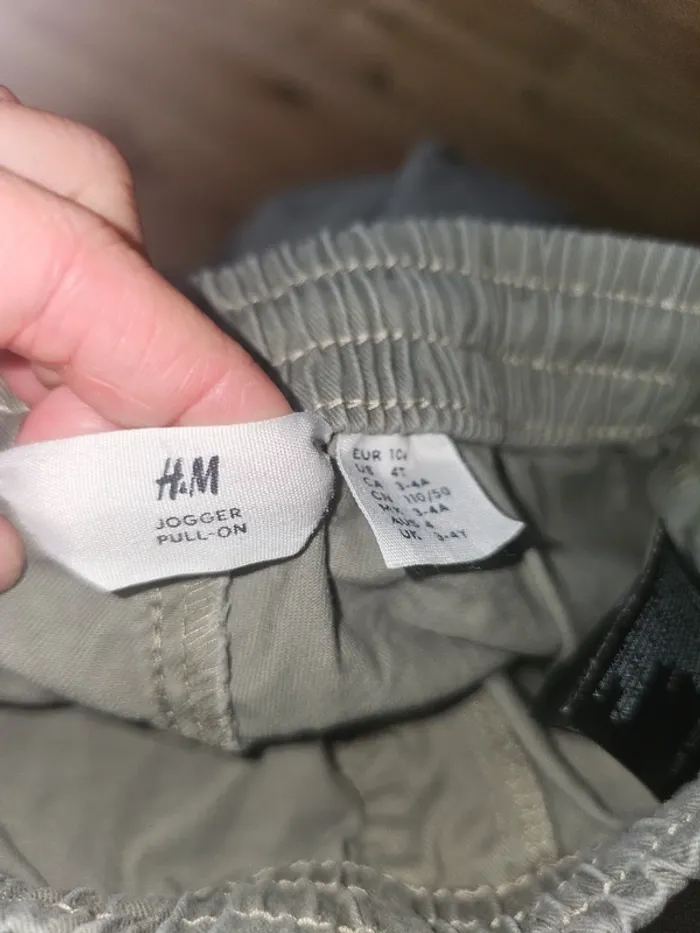 H&M
JOGGER
PULL-ON
EUR 104
US 4T
CA 3-4A
CN 110/50
MX 3-4A
AUS 4
UK 3-4Y